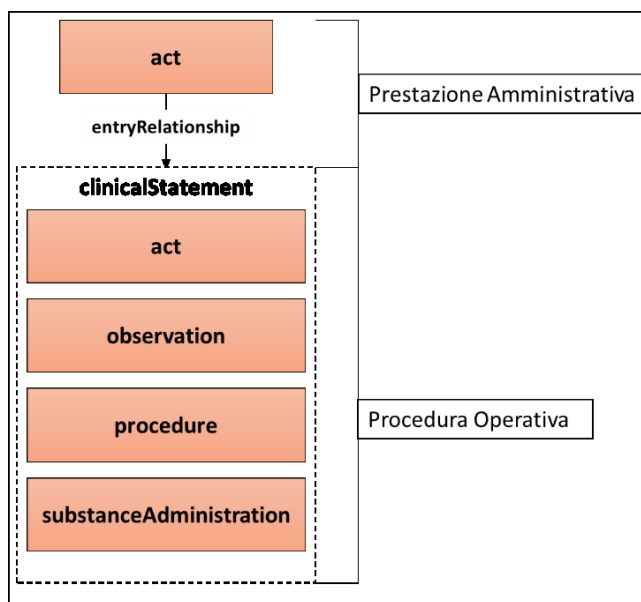 act
Prestazione Amministrativa
entryRelationship
clinicalStatement
act
observation
procedure
Procedura Operativa
substanceAdministration